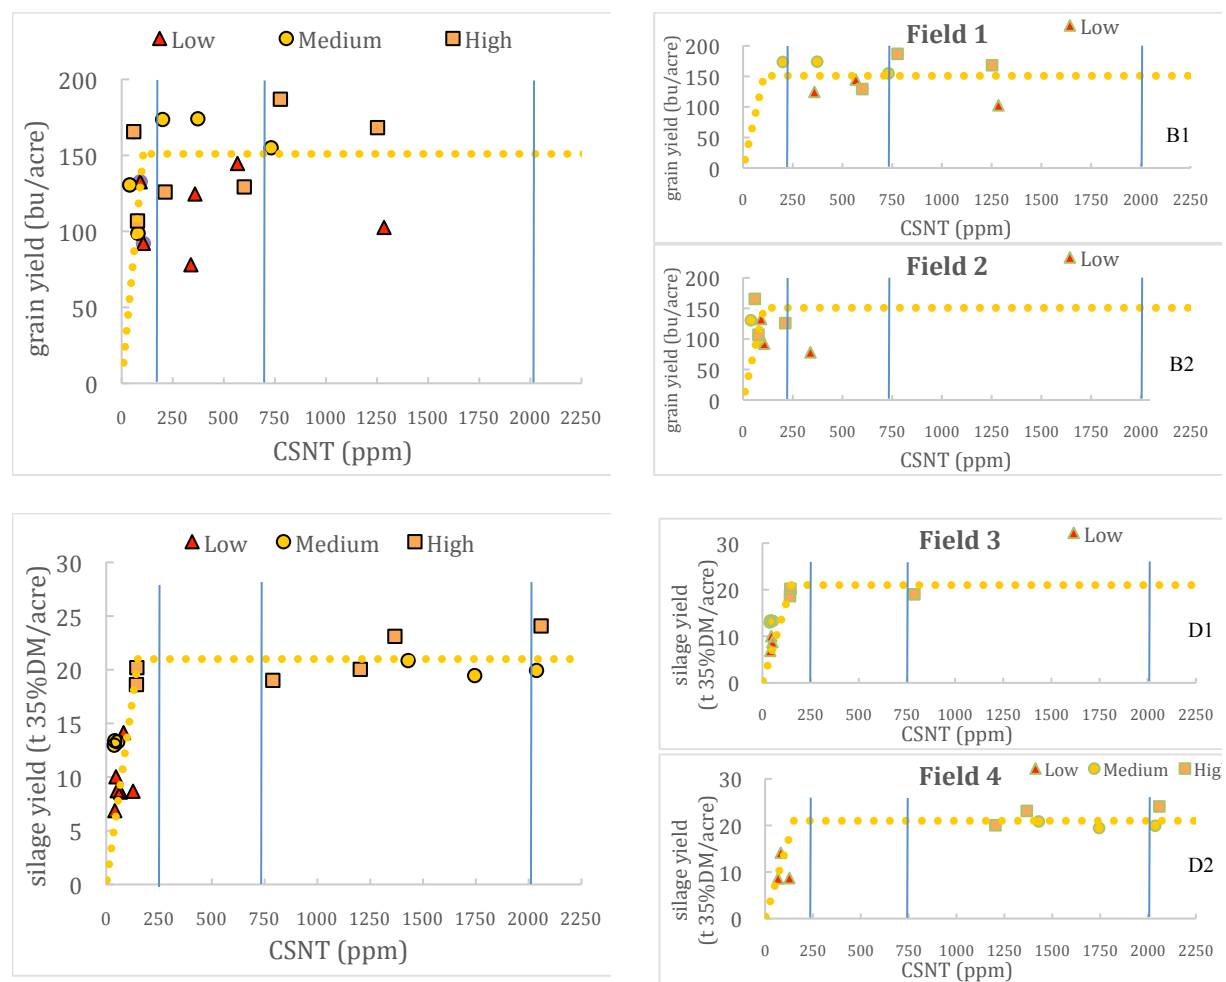 Low Medium High
200
150
100
50
0
grain yield (bu/acre)
0 250 500 750 1000 1250 1500 1750 2000 2250
CSNT (ppm)
Field 1
Low
200
150
100
50
0
grain yield (bu/acre)
B1
0 250 500 750 1000 1250 1500 1750 2000 2250
CSNT (ppm)
Field 2
Low
200
150
100
50
0
grain yield (bu/acre)
B2
0 250 500 750 1000 1250 1500 1750 2000 2250
CSNT (ppm)
Low Medium High
30
25
20
15
10
5
0
silage yield (t 35%DM/acre)
0 250 500 750 1000 1250 1500 1750 2000 2250
CSNT (ppm)
Field 3
Low
30
20
10
0
silage yield
(t 35%DM/acre)
D1
0 250 500 750 1000 1250 1500 1750 2000 2250
CSNT (ppm)
Field 4
Low Medium High
30
20
10
0
silage yield
(t 35%DM/acre)
D2
0 250 500 750 1000 1250 1500 1750 2000 2250
CSNT (ppm)